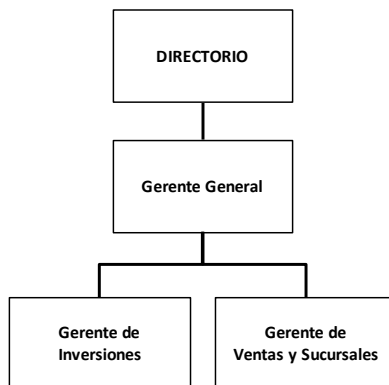 DIRECTORIO
Gerente General
Gerente de
Inversiones
Gerente de
Ventas y Sucursales